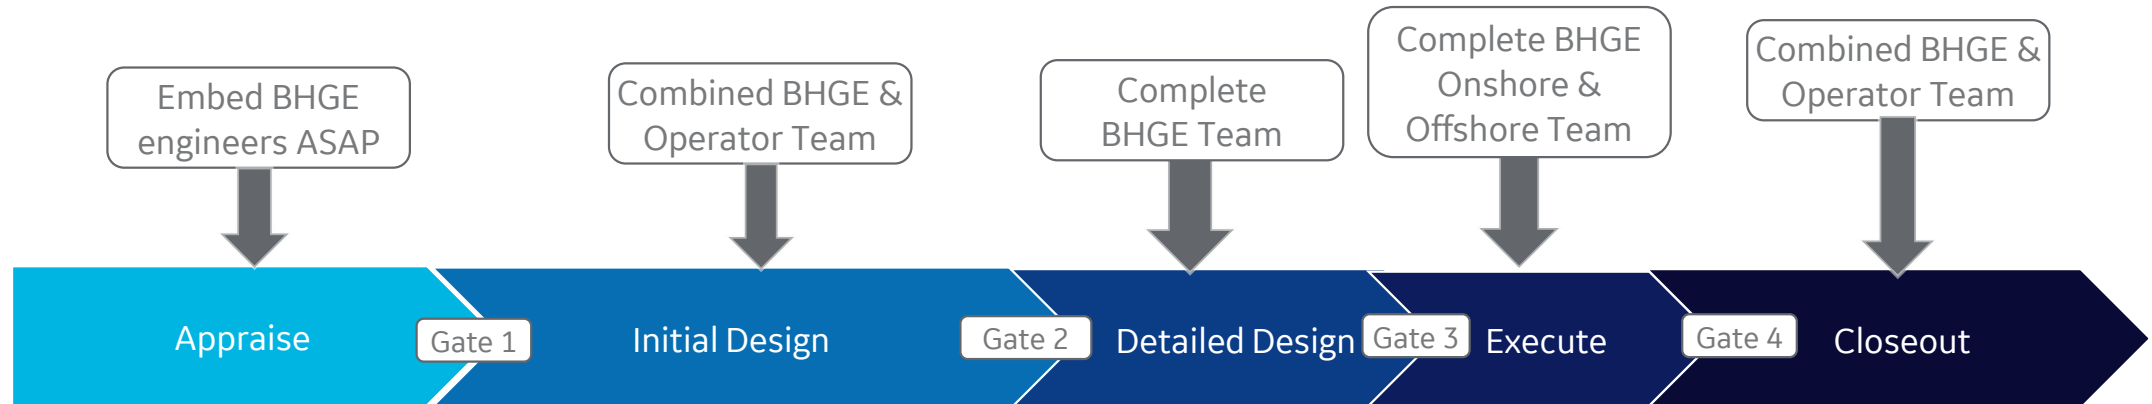 Embed BHGE
engineers ASAP
Combined BHGE &
Operator Team
Complete
BHGE Team
Complete BHGE
Onshore &
Offshore Team
Combined BHGE &
Operator Team
Appraise
Gate 1
Initial Design
Gate 2
Detailed Design
Gate 3
Execute
Gate 4
Closeout